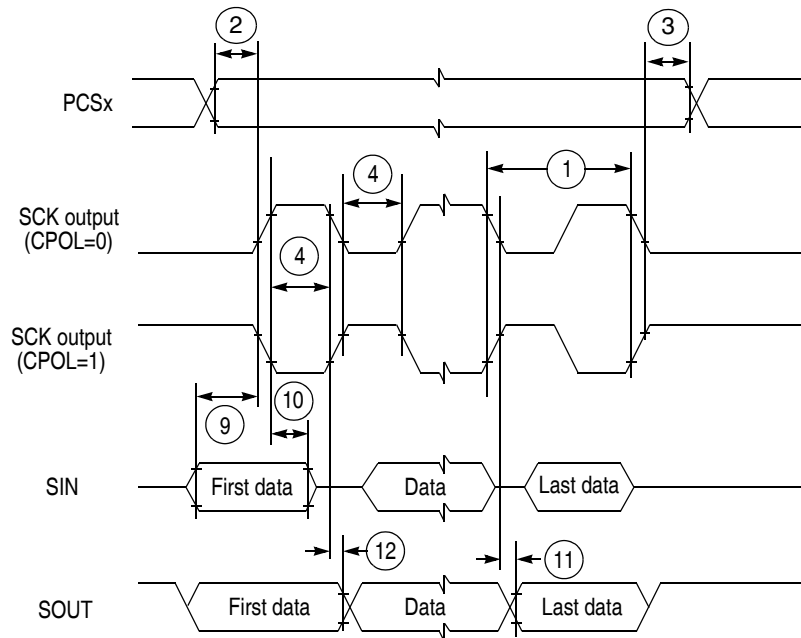 2
3
PCSx
4
1
SCK output
(CPOL=0)
4
SCK output
(CPOL=1)
9
10
SIN
First data
Data
Last data
12
11
SOUT
First data
Data
Last data